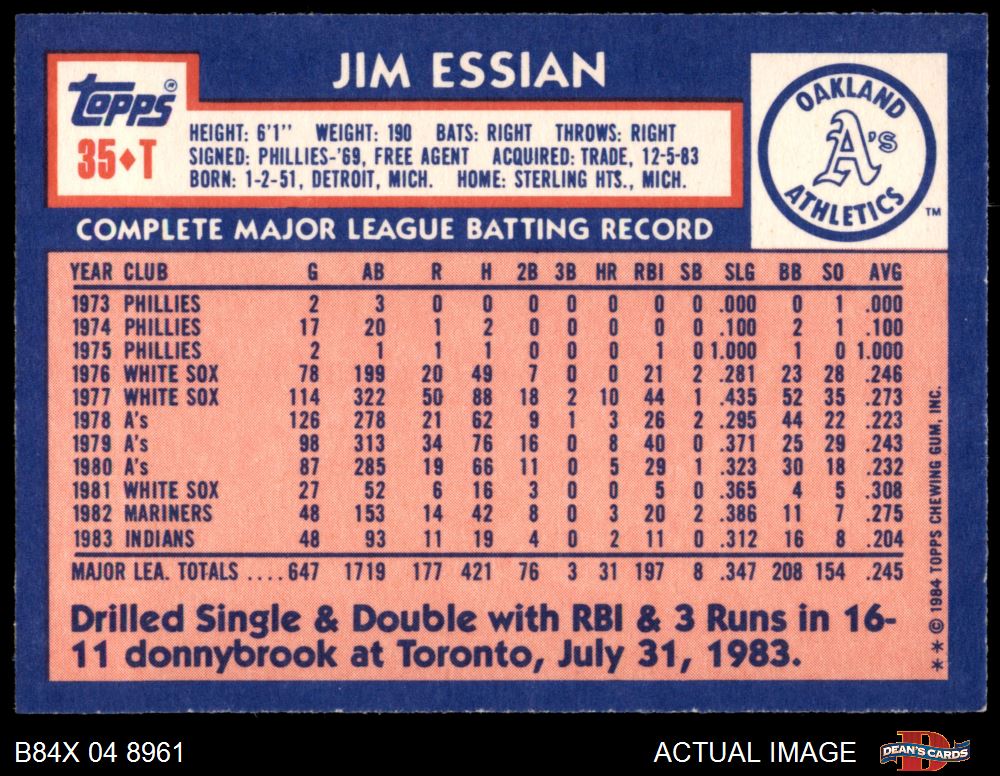 JIM ESSIAN
Topps®
35♦T
HEIGHT: 6'1'' WEIGHT: 190 BATS: RIGHT THROWS: RIGHT
SIGNED: PHILLIES-'69, FREE AGENT ACQUIRED: TRADE, 12-5-83
BORN: 1-2-51, DETROIT, MICH. HOME: STERLING HTS., MICH.
OAKLAND
A's
ATHLETICS
TM
COMPLETE MAJOR LEAGUE BATTING RECORD
YEAR CLUB G AB R H 2B 3B HR RBI SB SLG BB SO AVG
1973 PHILLIES 2 3 0 0 0 0 0 0 0 .000 0 1 .000
1974 PHILLIES 17 20 1 2 0 0 0 0 0 .100 2 1 .100
1975 PHILLIES 2 1 1 1 0 0 0 1 0 1.000 1 0 1.000
1976 WHITE SOX 78 199 20 49 7 0 0 21 2 .281 23 28 .246
1977 WHITE SOX 114 322 50 88 18 2 10 44 1 .435 52 35 .273
1978 A's 126 278 21 62 9 1 3 26 2 .295 44 22 .223
1979 A's 98 313 34 76 16 0 8 40 0 .371 25 29 .243
1980 A's 87 285 19 66 11 0 5 29 1 .323 30 18 .232
1981 WHITE SOX 27 52 6 16 3 0 0 5 0 .365 4 5 .308
1982 MARINERS 48 153 14 42 8 0 3 20 2 .386 11 7 .275
1983 INDIANS 48 93 11 19 4 0 2 11 0 .312 16 8 .204
MAJOR LEA. TOTALS ....647 1719 177 421 76 3 31 197 8 .347 208 154 .245
Drilled Single & Double with RBI & 3 Runs in 16-
11 donnybrook at Toronto, July 31, 1983.
**© 1984 TOPPS CHEWING GUM, INC.
B84X 04 8961
ACTUAL IMAGE
D
DEAN'S CARDS